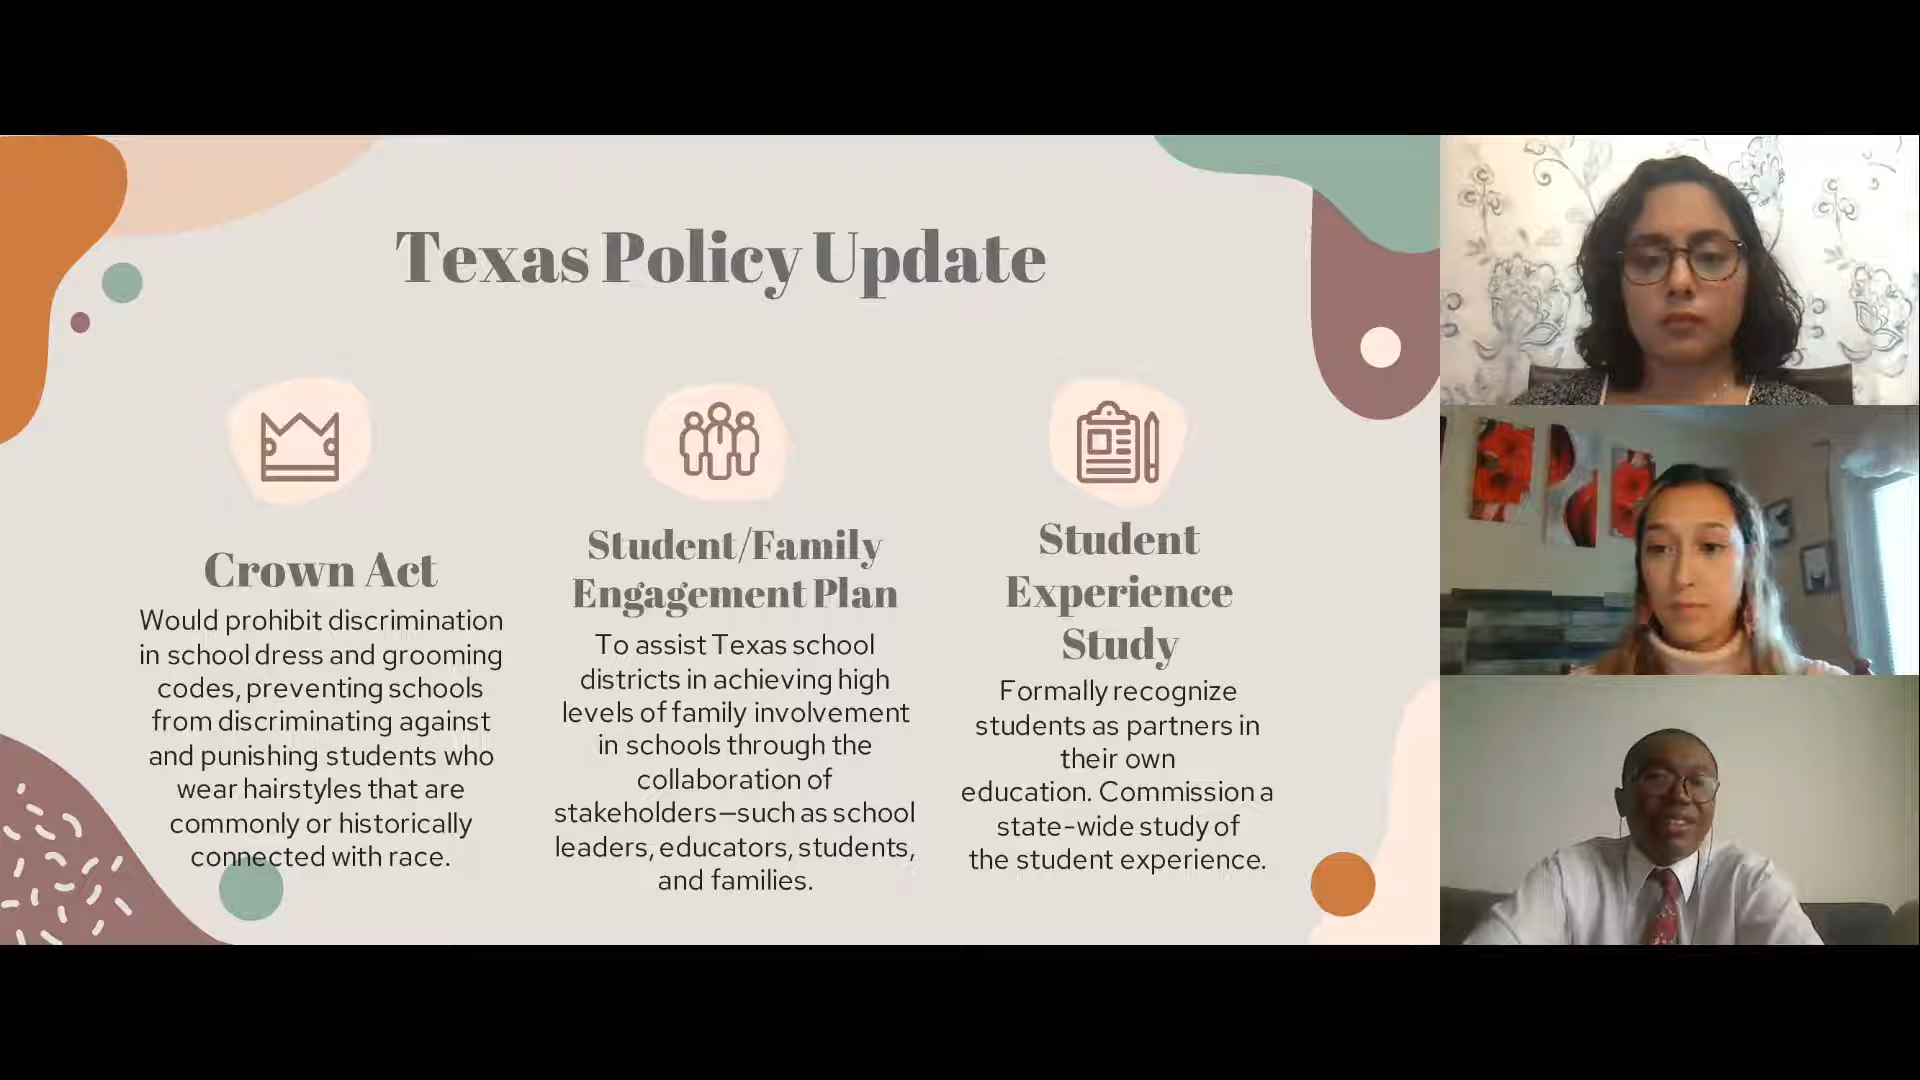 Texas Policy Update
Crown Act
Would prohibit discrimination
in school dress and grooming
codes, preventing schools
from discriminating against
and punishing students who
wear hairstyles that are
commonly or historically
connected with race.
Student/Family
Engagement Plan
To assist Texas school
districts in achieving high
levels of family involvement
in schools through the
collaboration of
stakeholders—such as school
leaders, educators, students,
and families.
Student
Experience
Study
Formally recognize
students as partners in
their own
education. Commission a
state-wide study of
the student experience.